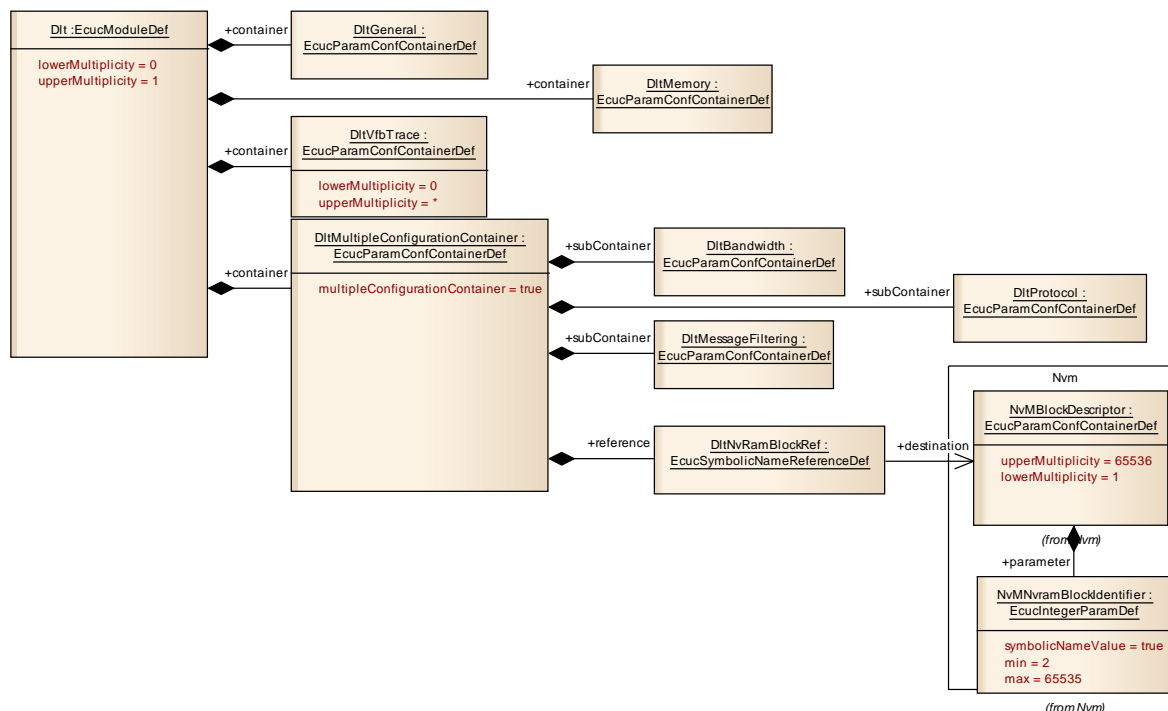 Dlt :EcucModuleDef
lowerMultiplicity = 0
upperMultiplicity = 1
+container
DltGeneral :
EcucParamConfContainerDef
+container
DltMemory :
EcucParamConfContainerDef
+container
DltVfbTrace :
EcucParamConfContainerDef
lowerMultiplicity = 0
upperMultiplicity = *
+container
DltMultipleConfigurationContainer :
EcucParamConfContainerDef
multipleConfigurationContainer = true
+subContainer
DltBandwidth :
EcucParamConfContainerDef
+subContainer
DltProtocol :
EcucParamConfContainerDef
+subContainer
DltMessageFiltering :
EcucParamConfContainerDef
+reference
DltNvRamBlockRef :
EcucSymbolicNameReferenceDef
+destination
Nvm
NvMBlockDescriptor :
EcucParamConfContainerDef
upperMultiplicity = 65536
lowerMultiplicity = 1
(from Nvm)
+parameter
NvMNvramBlockIdentifier :
EcucIntegerParamDef
symbolicNameValue = true
min = 2
max = 65535
(from Nvm)